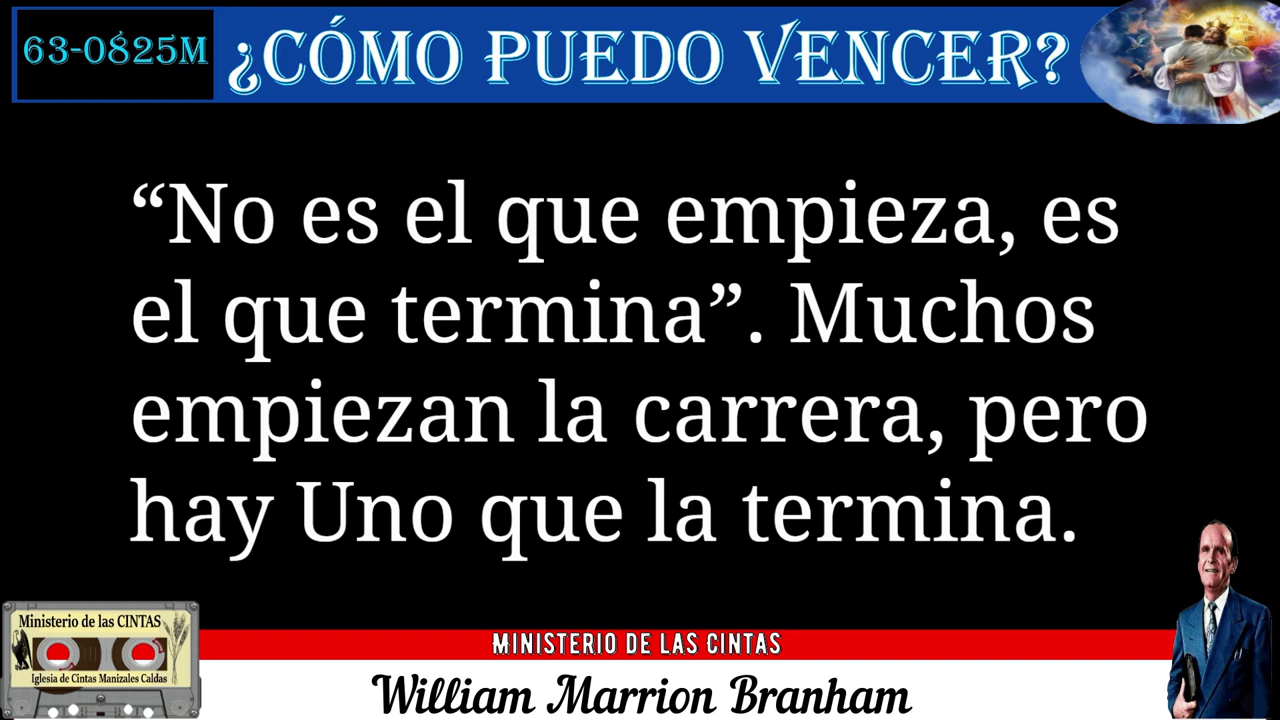 63-0825M
¿CÓMO PUEDO VENCER?
“No es el que empieza, es
el que termina”. Muchos
empiezan la carrera, pero
hay Uno que la termina.
Ministerio de las CINTAS
Iglesia de Cintas Manizales Caldas
MINISTERIO DE LAS CINTAS
William Marrion Branham